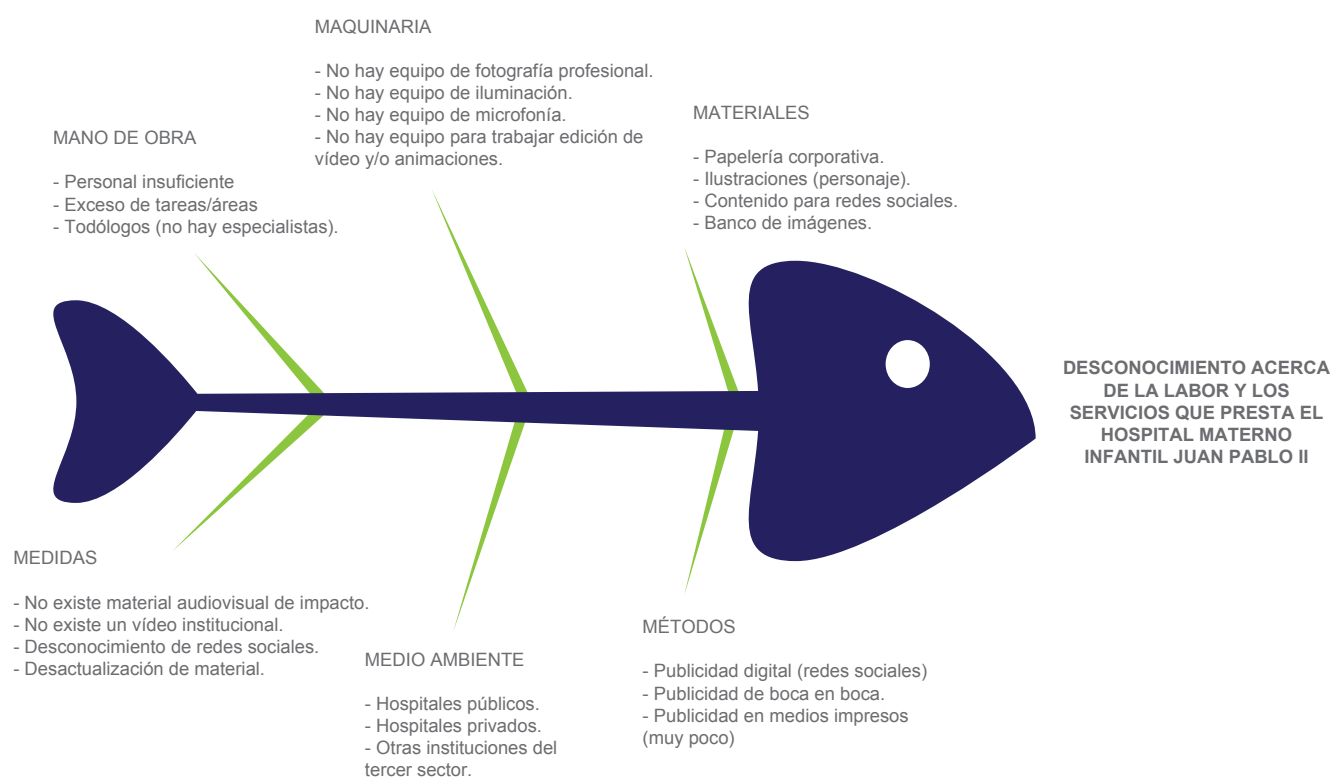 MAQUINARIA
- No hay equipo de fotografía profesional.
- No hay equipo de iluminación.
- No hay equipo de microfonía.
- No hay equipo para trabajar edición de
vídeo y/o animaciones.
MANO DE OBRA
- Personal insuficiente
- Exceso de tareas/áreas
- Todólogos (no hay especialistas).
MATERIALES
- Papelería corporativa.
- Ilustraciones (personaje).
- Contenido para redes sociales.
- Banco de imágenes.
DESCONOCIMIENTO ACERCA
DE LA LABOR Y LOS
SERVICIOS QUE PRESTA EL
HOSPITAL MATERNO
INFANTIL JUAN PABLO II
MEDIDAS
- No existe material audiovisual de impacto.
- No existe un vídeo institucional.
- Desconocimiento de redes sociales.
- Desactualización de material.
MEDIO AMBIENTE
- Hospitales públicos.
- Hospitales privados.
- Otras instituciones del
tercer sector.
MÉTODOS
- Publicidad digital (redes sociales)
- Publicidad de boca en boca.
- Publicidad en medios impresos
(muy poco)